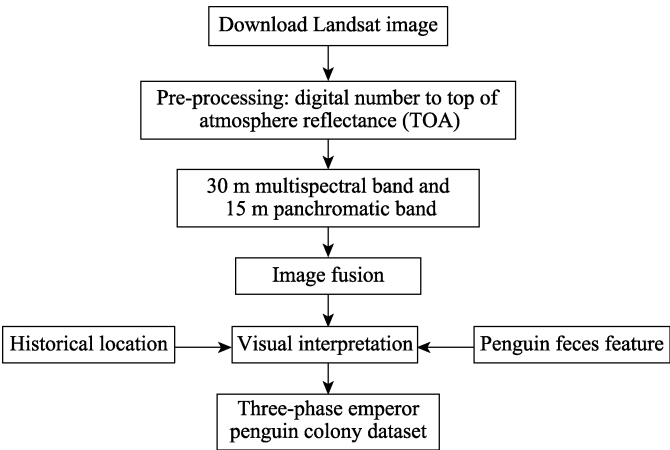 Download Landsat image
Pre-processing: digital number to top of
atmosphere reflectance (TOA)
30 m multispectral band and
15 m panchromatic band
Image fusion
Historical location
Visual interpretation
Penguin feces feature
Three-phase emperor
penguin colony dataset